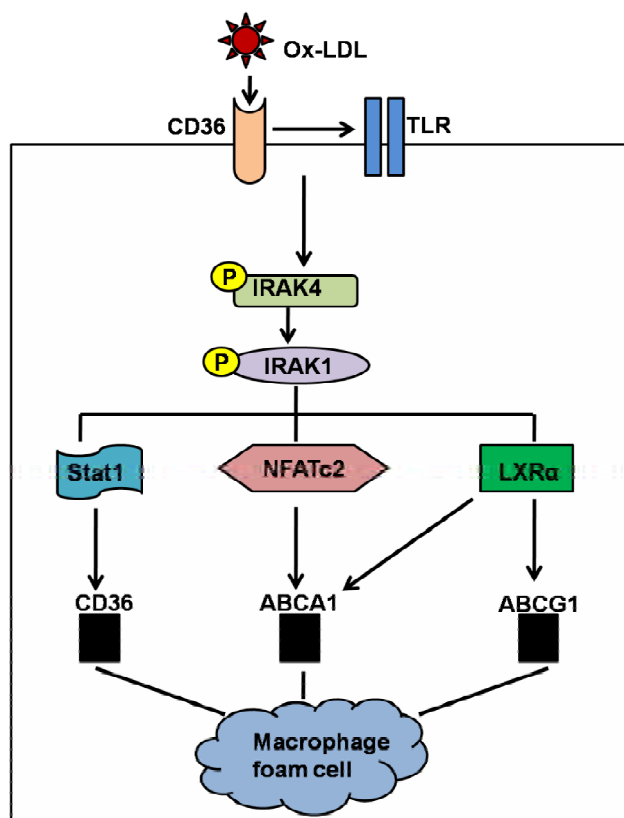 Ox-LDL
CD36
TLR
P
IRAK4
P
IRAK1
Stat1
NFATc2
LXRα
CD36
ABCA1
ABCG1
Macrophage
foam cell